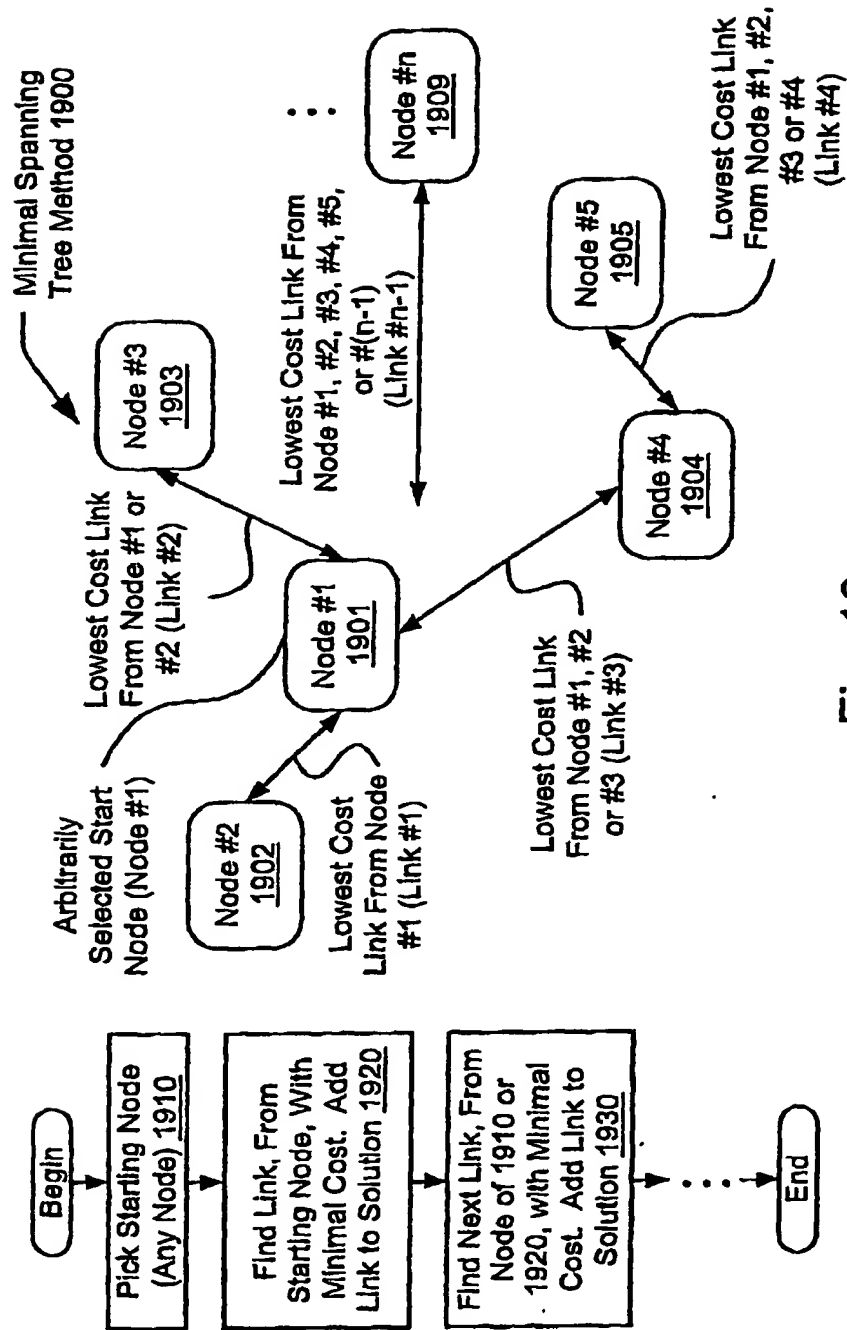 Begin
Pick Starting Node
(Any Node) 1910
Find Link, From
Starting Node, With
Minimal Cost. Add
Link to Solution 1920
Find Next Link, From
Node of 1910 or
1920, with Minimal
Cost. Add Link to
Solution 1930
End
Minimal Spanning
Tree Method 1900
Arbitrarily
Selected Start
Node (Node #1)
Lowest Cost Link
From Node #1 or
#2 (Link #2)
Node #3
1903
Node #2
1902
Node #1
1901
Lowest Cost
Link From Node
#1 (Link #1)
Lowest Cost Link From
Node #1, #2, #3, #4, #5,
or #(n-1)
(Link #n-1)
Node #n
1909
Lowest Cost Link
From Node #1, #2
or #3 (Link #3)
Node #4
1904
Node #5
1905
Lowest Cost Link
From Node #1, #2,
#3 or #4
(Link #4)